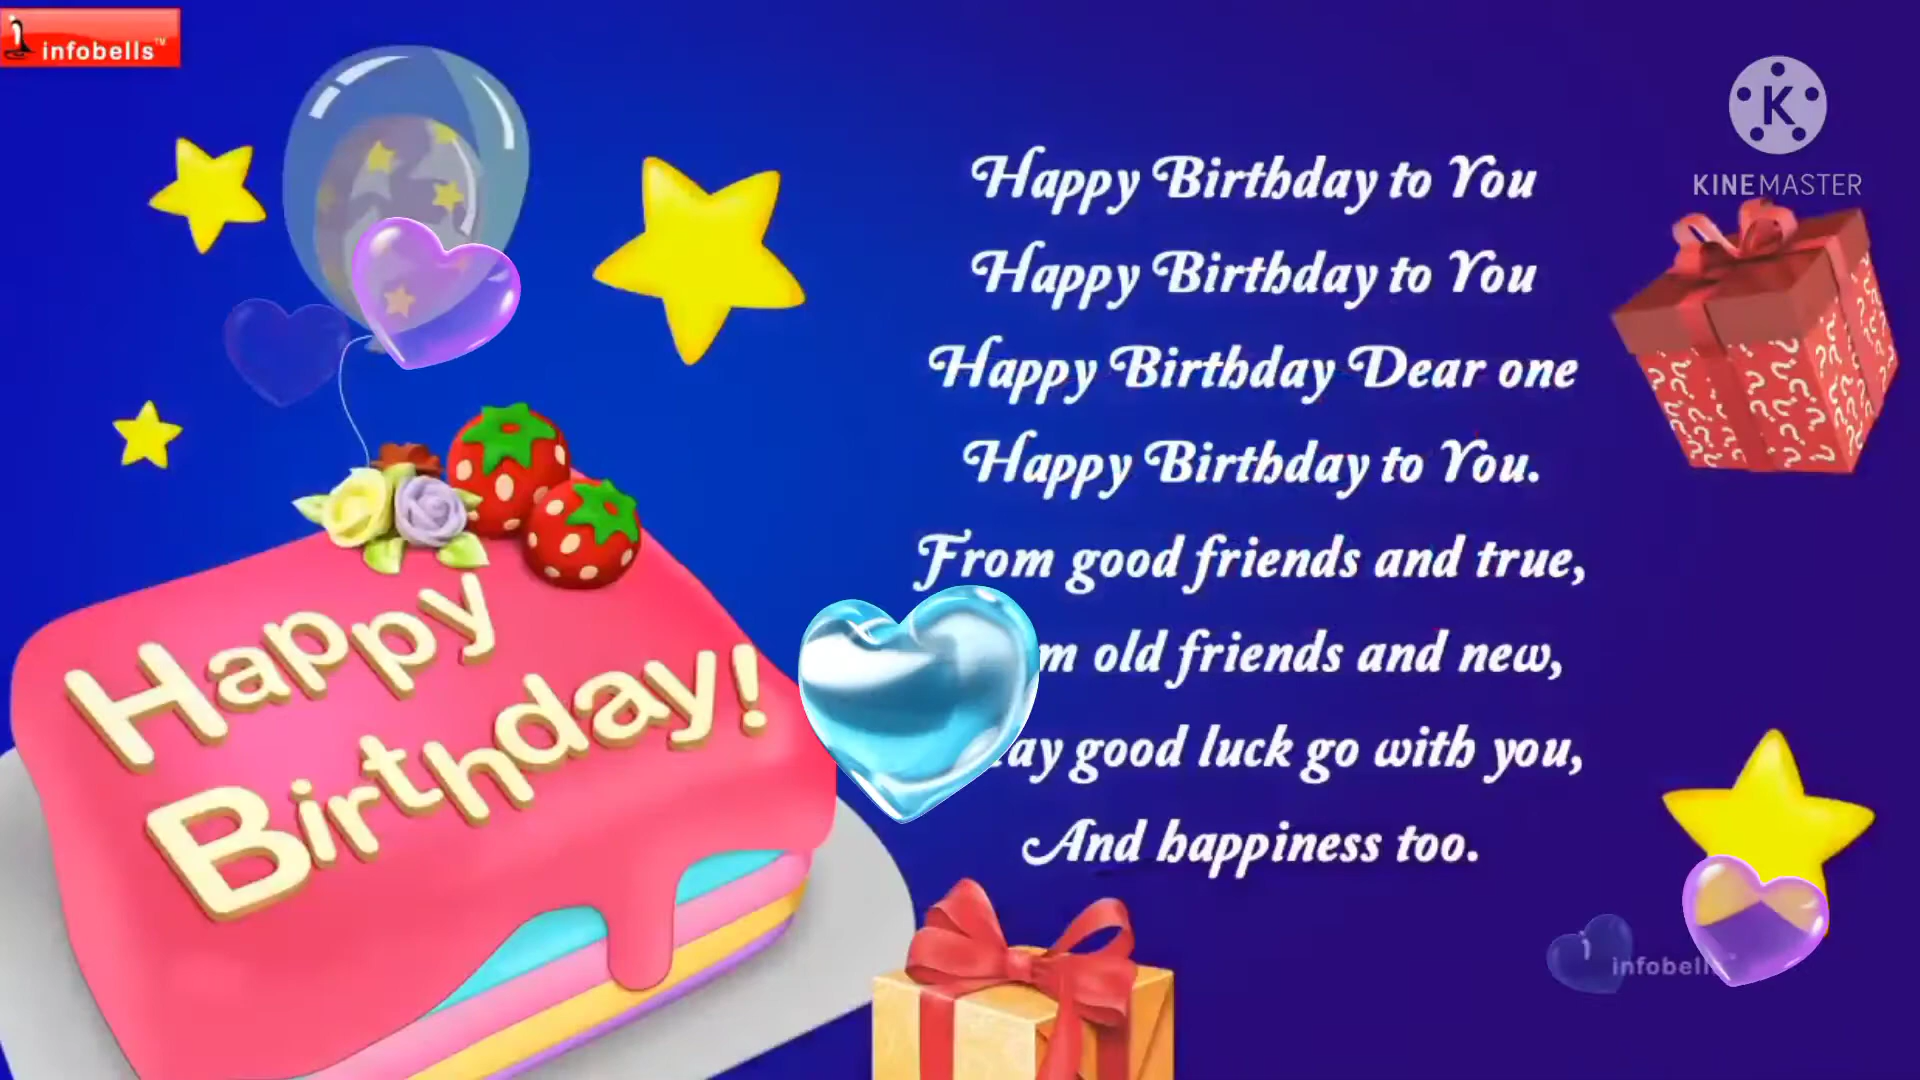 infobells™
KINEMASTER
Happy Birthday to You
Happy Birthday to You
Happy Birthday Dear one
Happy Birthday to You.
From good friends and true,
old friends and new,
good luck go with you,
And happiness too.
Happy
Birthday!
infobells